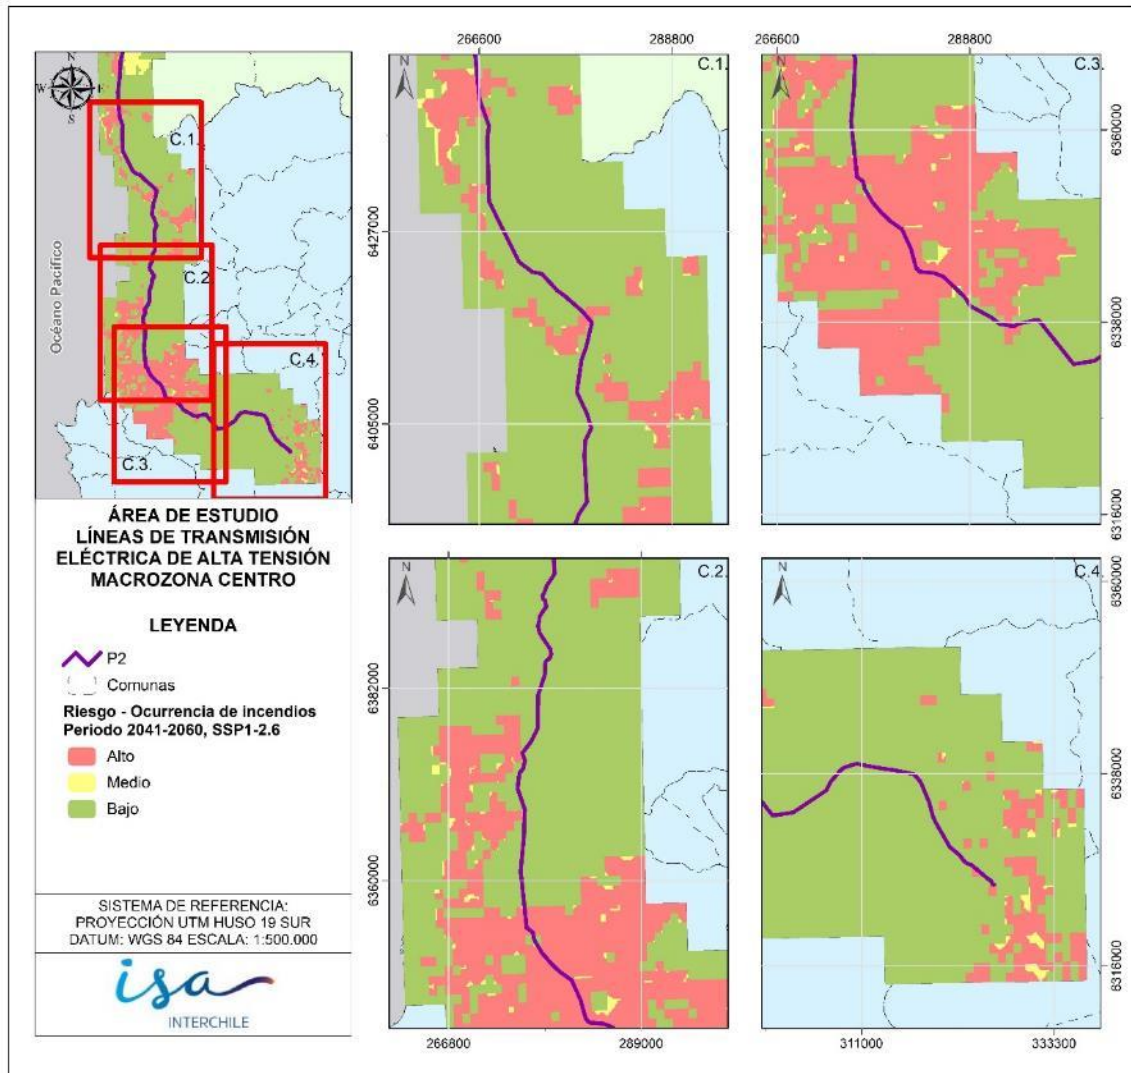 N
W E
S
C.1.
C.2.
C.4.
C.3.
Océano Pacífico
ÁREA DE ESTUDIO
LÍNEAS DE TRANSMISIÓN
ELÉCTRICA DE ALTA TENSIÓN
MACROZONA CENTRO
LEYENDA
P2
Comunas
Riesgo - Ocurrencia de incendios
Periodo 2041-2060, SSP1-2.6
Alto
Medio
Bajo
SISTEMA DE REFERENCIA:
PROYECCIÓN UTM HUSO 19 SUR
DATUM: WGS 84 ESCALA: 1:500.000
isa
INTERCHILE
266600 288800
N C.1.
6427000
6405000
266600 288800
N C.3.
6360000
6338000
6316000
N C.2.
6382000
6360000
266800 289000
N C.4.
6360000
6338000
6316000
311000 333300